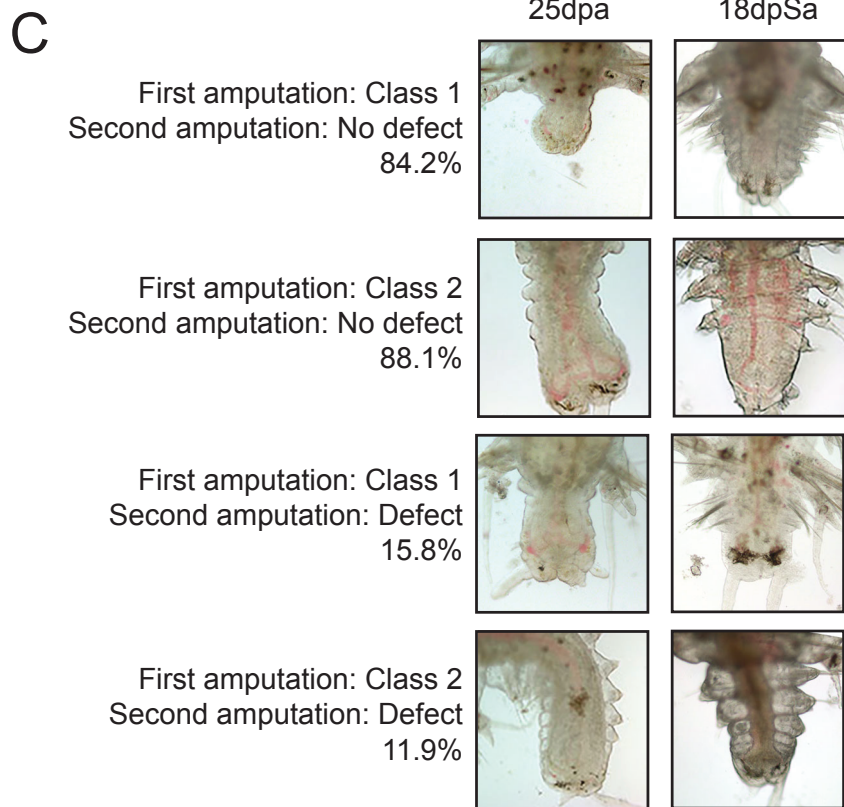 C
25dpa 18dpSa
First amputation: Class 1
Second amputation: No defect
84.2%
First amputation: Class 2
Second amputation: No defect
88.1%
First amputation: Class 1
Second amputation: Defect
15.8%
First amputation: Class 2
Second amputation: Defect
11.9%